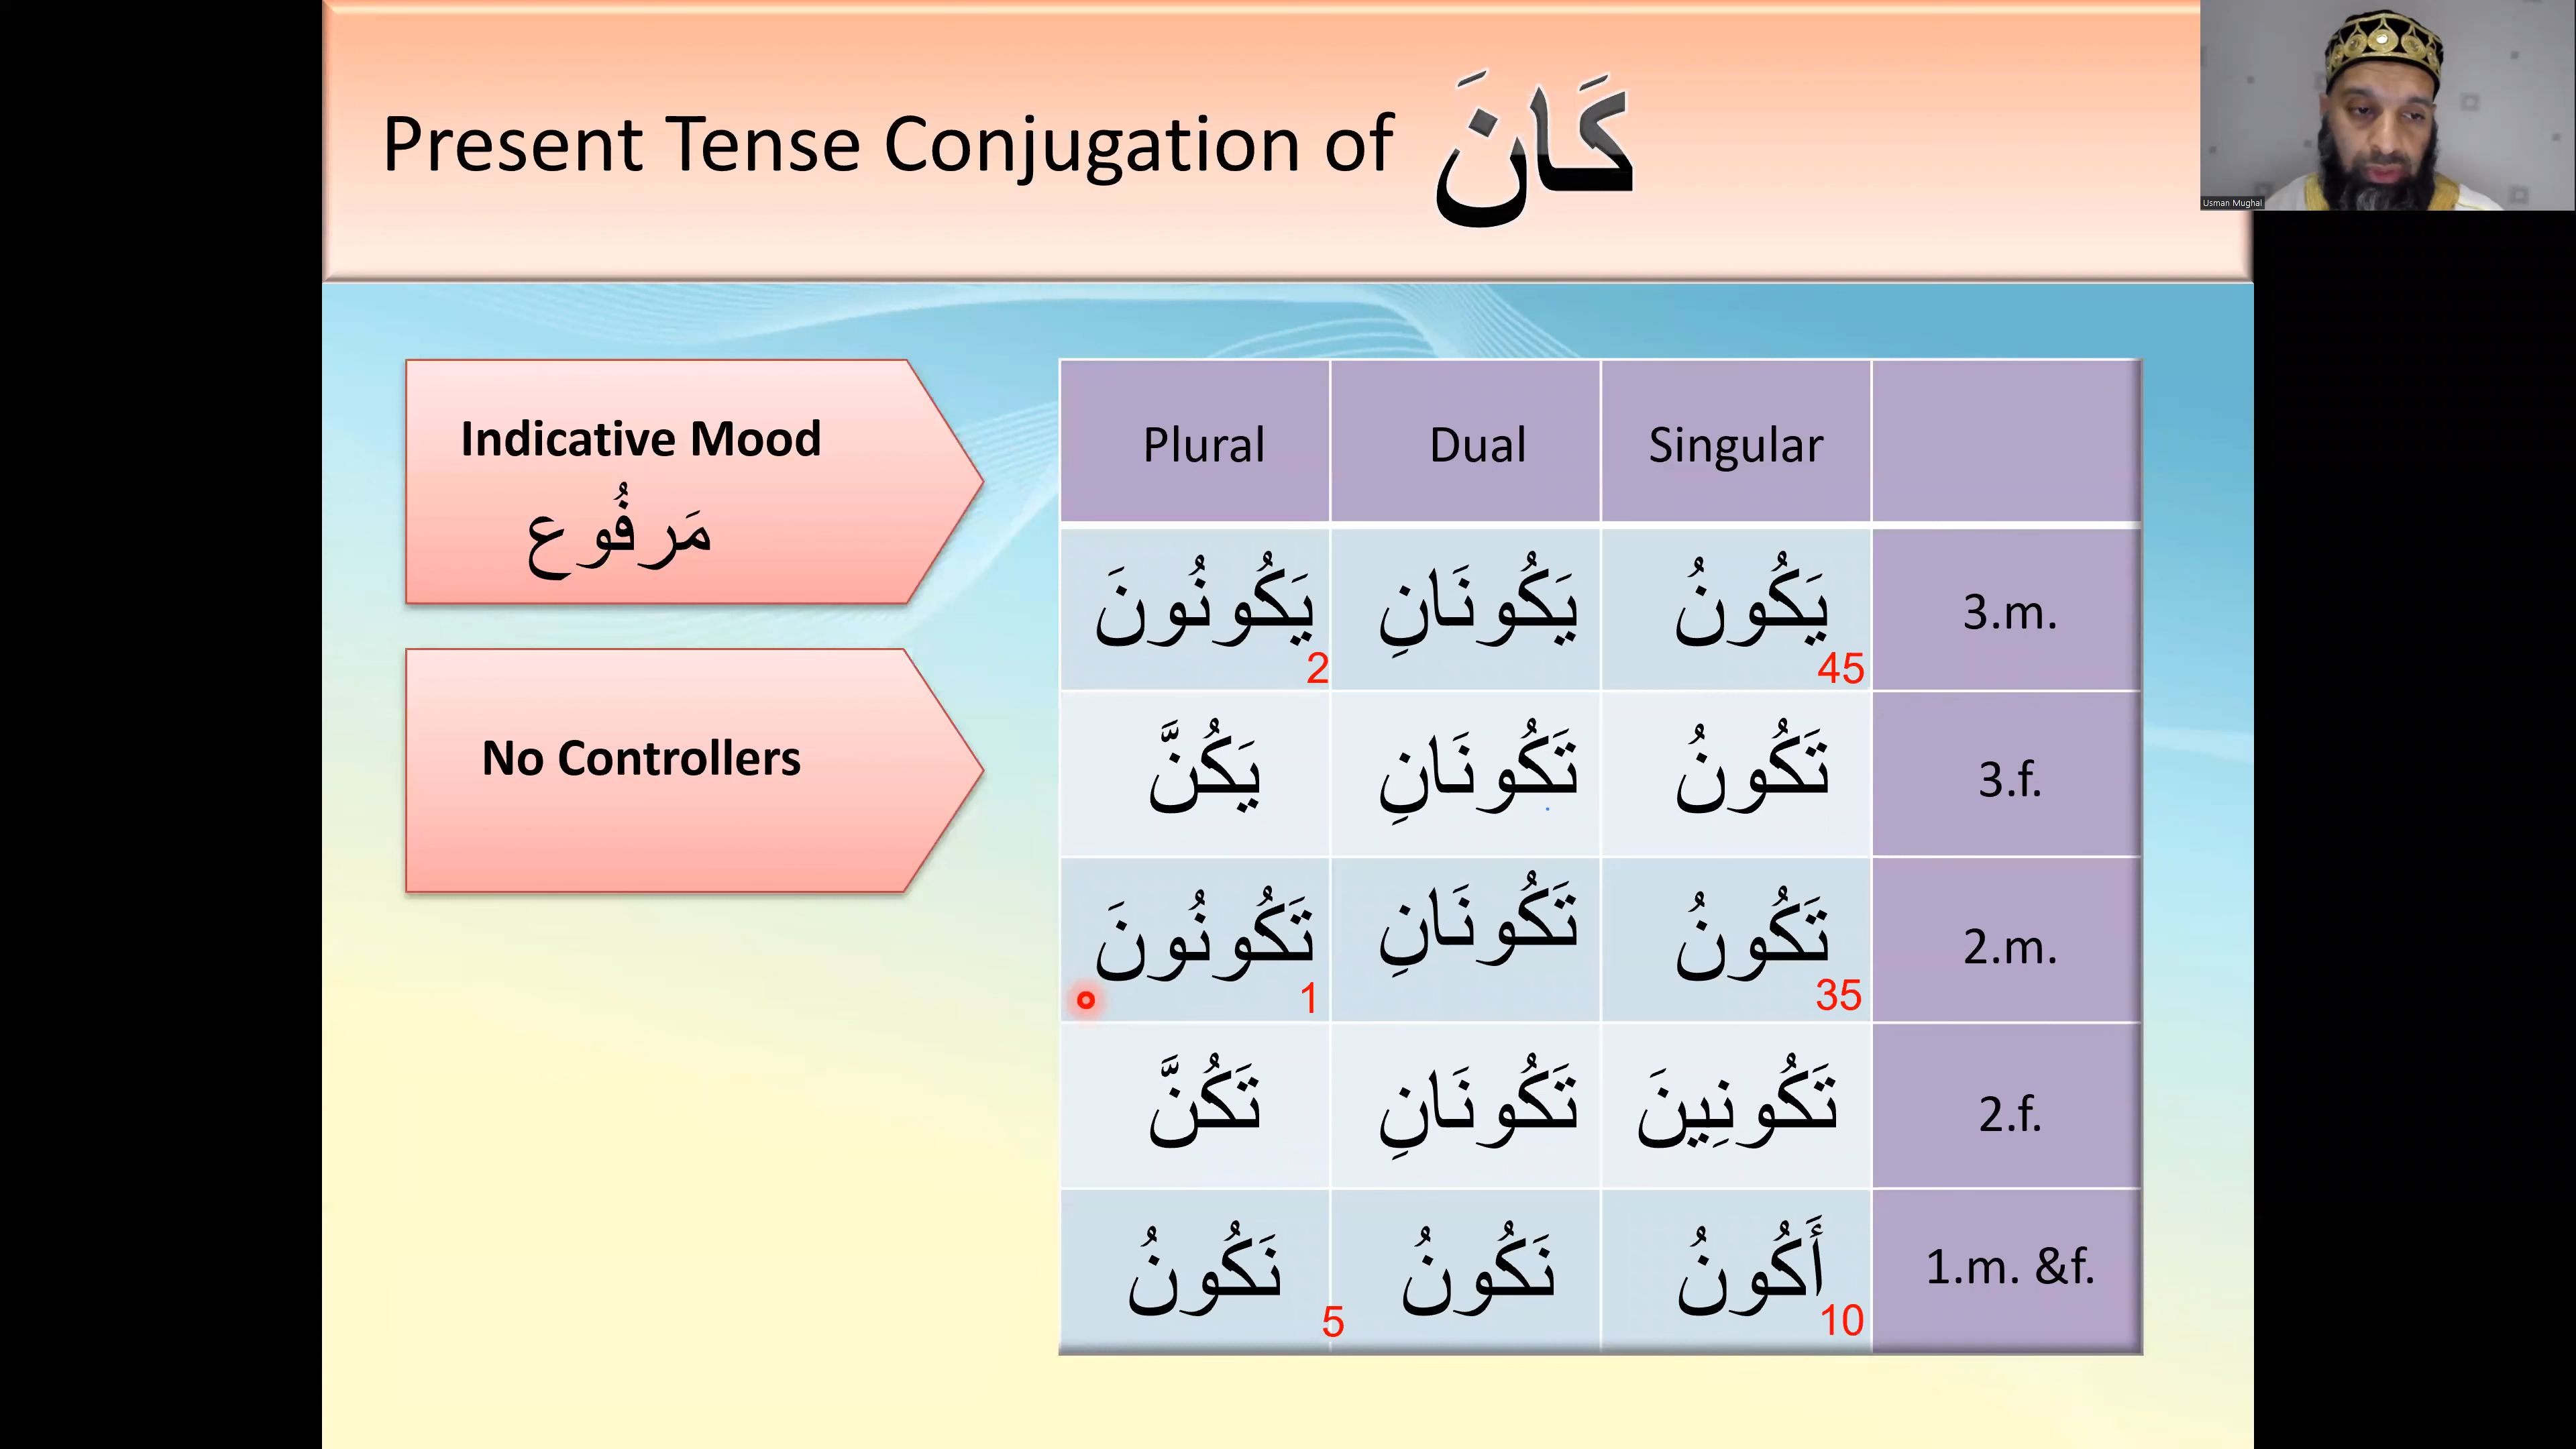 Present Tense Conjugation of كَانَ
Usman Mughal
Indicative Mood
مَرفُوع
No Controllers
Plural Dual Singular
يَكُونُونَ يَكُونَانِ يَكُونُ 3.m.
2 45
يَكُنَّ تَكُونَانِ تَكُونُ 3.f.
تَكُونُونَ تَكُونَانِ تَكُونُ 2.m.
1 35
تَكُنَّ تَكُونَانِ تَكُونِينَ 2.f.
نَكُونُ نَكُونُ أَكُونُ 1.m. &f.
5 10